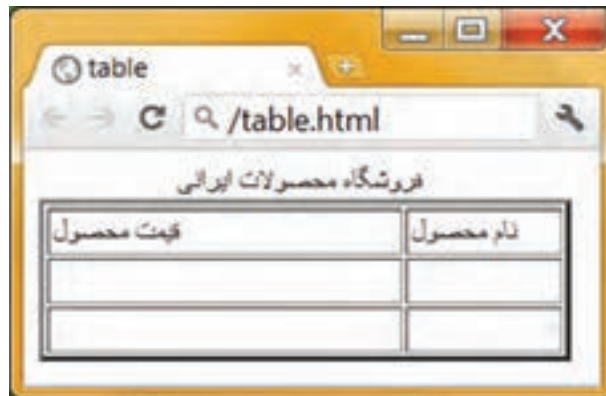 table
/table.html
فروشگاه محصولات ایرانی
نام محصول قیمت محصول